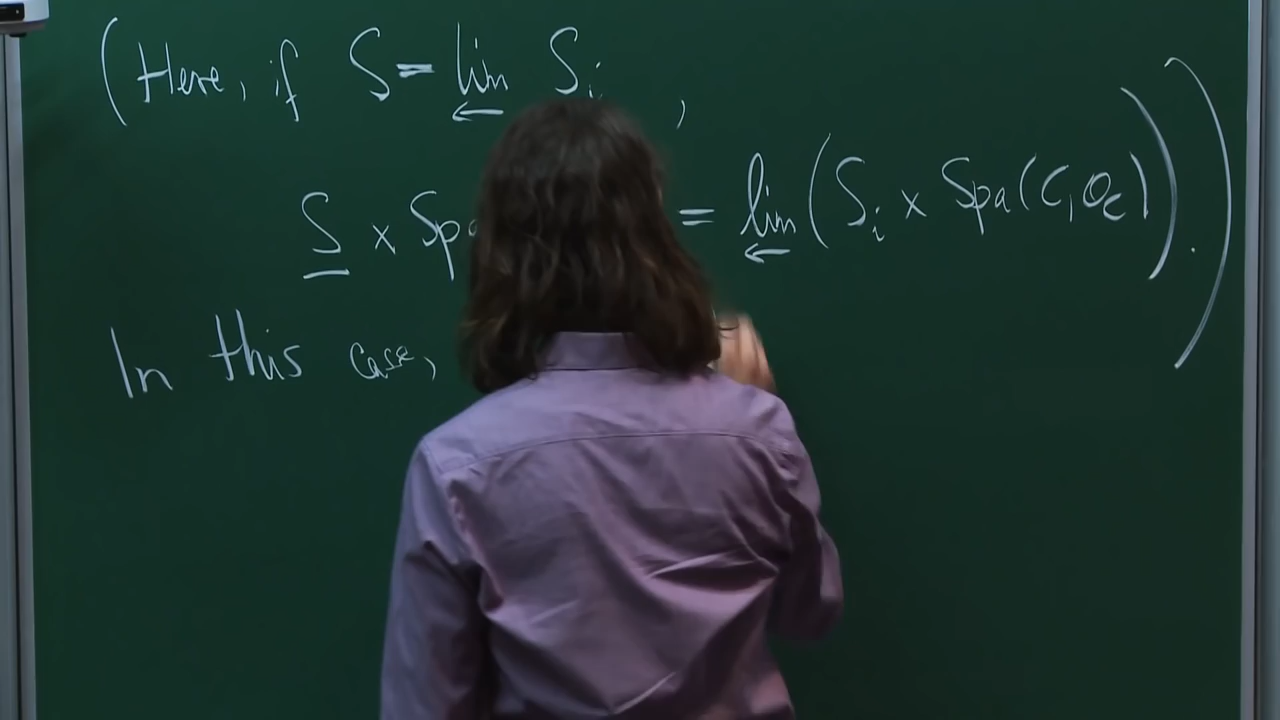 (Here, if S = lim ← S_i ,
S × Spa = lim ← (S_i × Spa(C, O_C)).)
In this case,